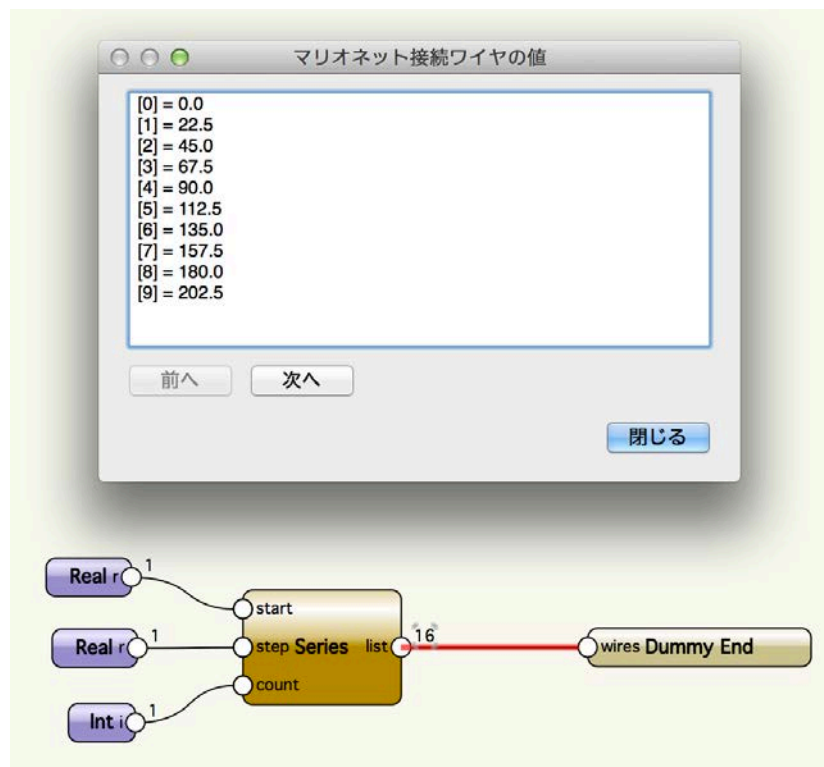 マリオネット接続ワイヤの値
[0] = 0.0
[1] = 22.5
[2] = 45.0
[3] = 67.5
[4] = 90.0
[5] = 112.5
[6] = 135.0
[7] = 157.5
[8] = 180.0
[9] = 202.5
前へ 次へ
閉じる
Real r 1
start
Real r 1 step Series list 16 wires Dummy End
count
Int i 1